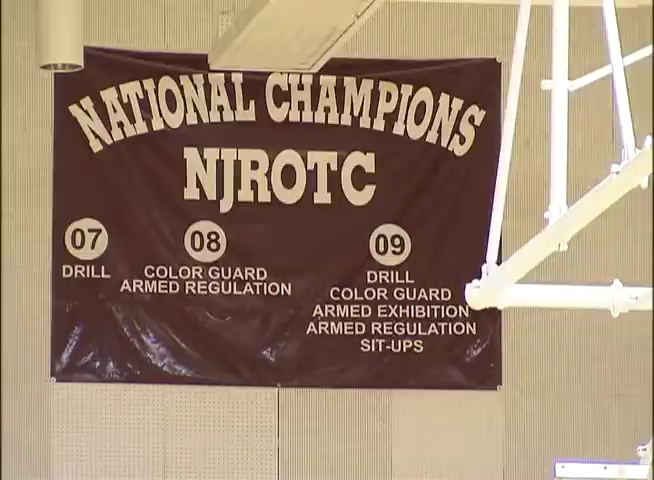 NATIONAL CHAMPIONS
NJROTC
07
DRILL
08
COLOR GUARD
ARMED REGULATION
09
DRILL
COLOR GUARD
ARMED EXHIBITION
ARMED REGULATION
SIT-UPS